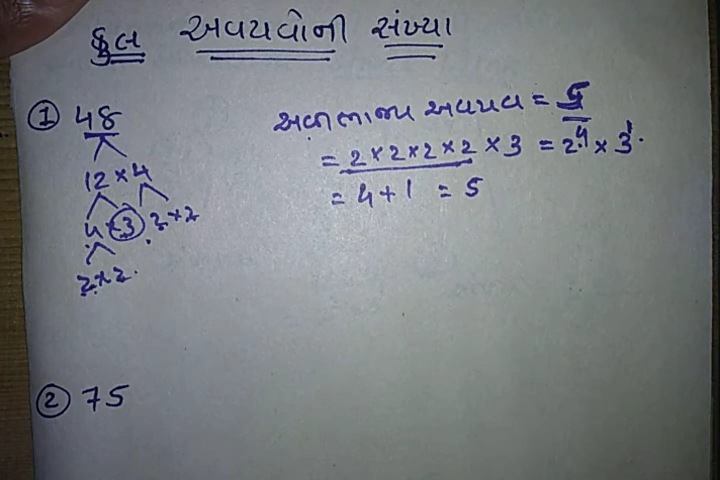 કુલ અવયવોની સંખ્યા
① 48
12 × 4
4 × 3 2 × 2
2 × 2
અવિભાજ્ય અવયવ = 5
= 2 × 2 × 2 × 2 × 3 = 2⁴ × 3¹
= 4 + 1 = 5
② 75